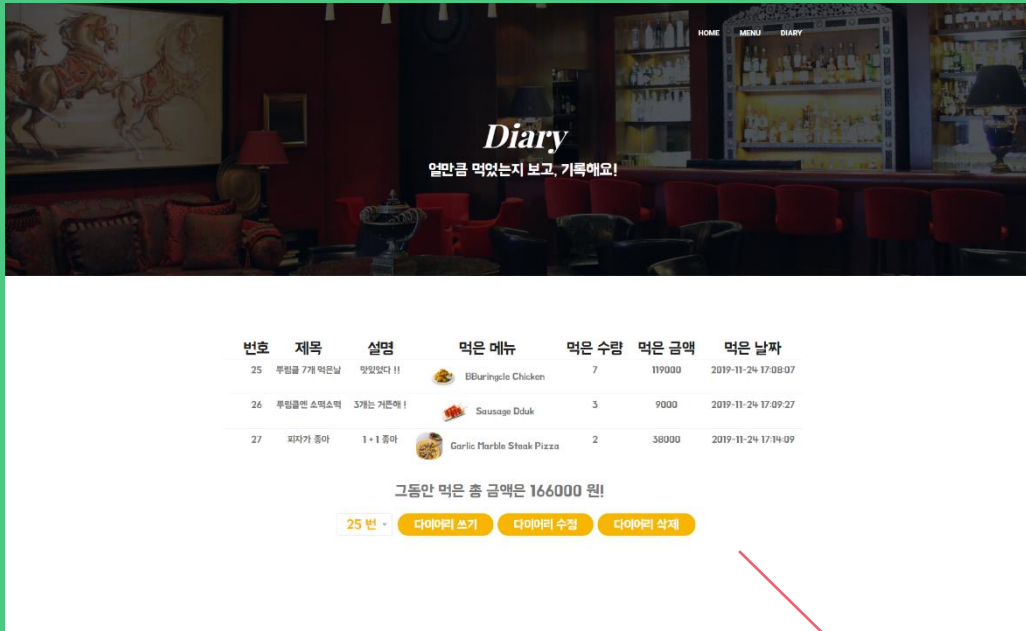 HOME MENU DIARY
Diary
얼만큼 먹었는지 보고, 기록해요!
번호 제목 설명 먹은 메뉴 먹은 수량 먹은 금액 먹은 날짜
25 뿌링클 7개 먹은날 맛있었다 !! BBuringcle Chicken 7 119000 2019-11-24 17:08:07
26 뿌링클엔 소떡소떡 3개는 거뜬해 ! Sausage Dduk 3 9000 2019-11-24 17:09:27
27 피자가 좋아 1 + 1 좋아 Garlic Marble Steak Pizza 2 38000 2019-11-24 17:14:09
그동안 먹은 총 금액은 166000 원!
25 번 다이어리 쓰기 다이어리 수정 다이어리 삭제